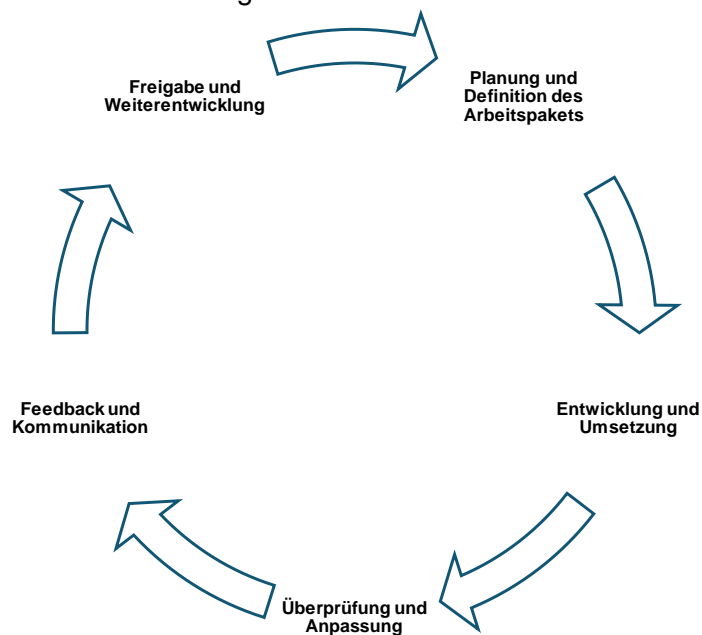 Freigabe und
Weiterentwicklung
Planung und
Definition des
Arbeitspakets
Entwicklung und
Umsetzung
Überprüfung und
Anpassung
Feedback und
Kommunikation